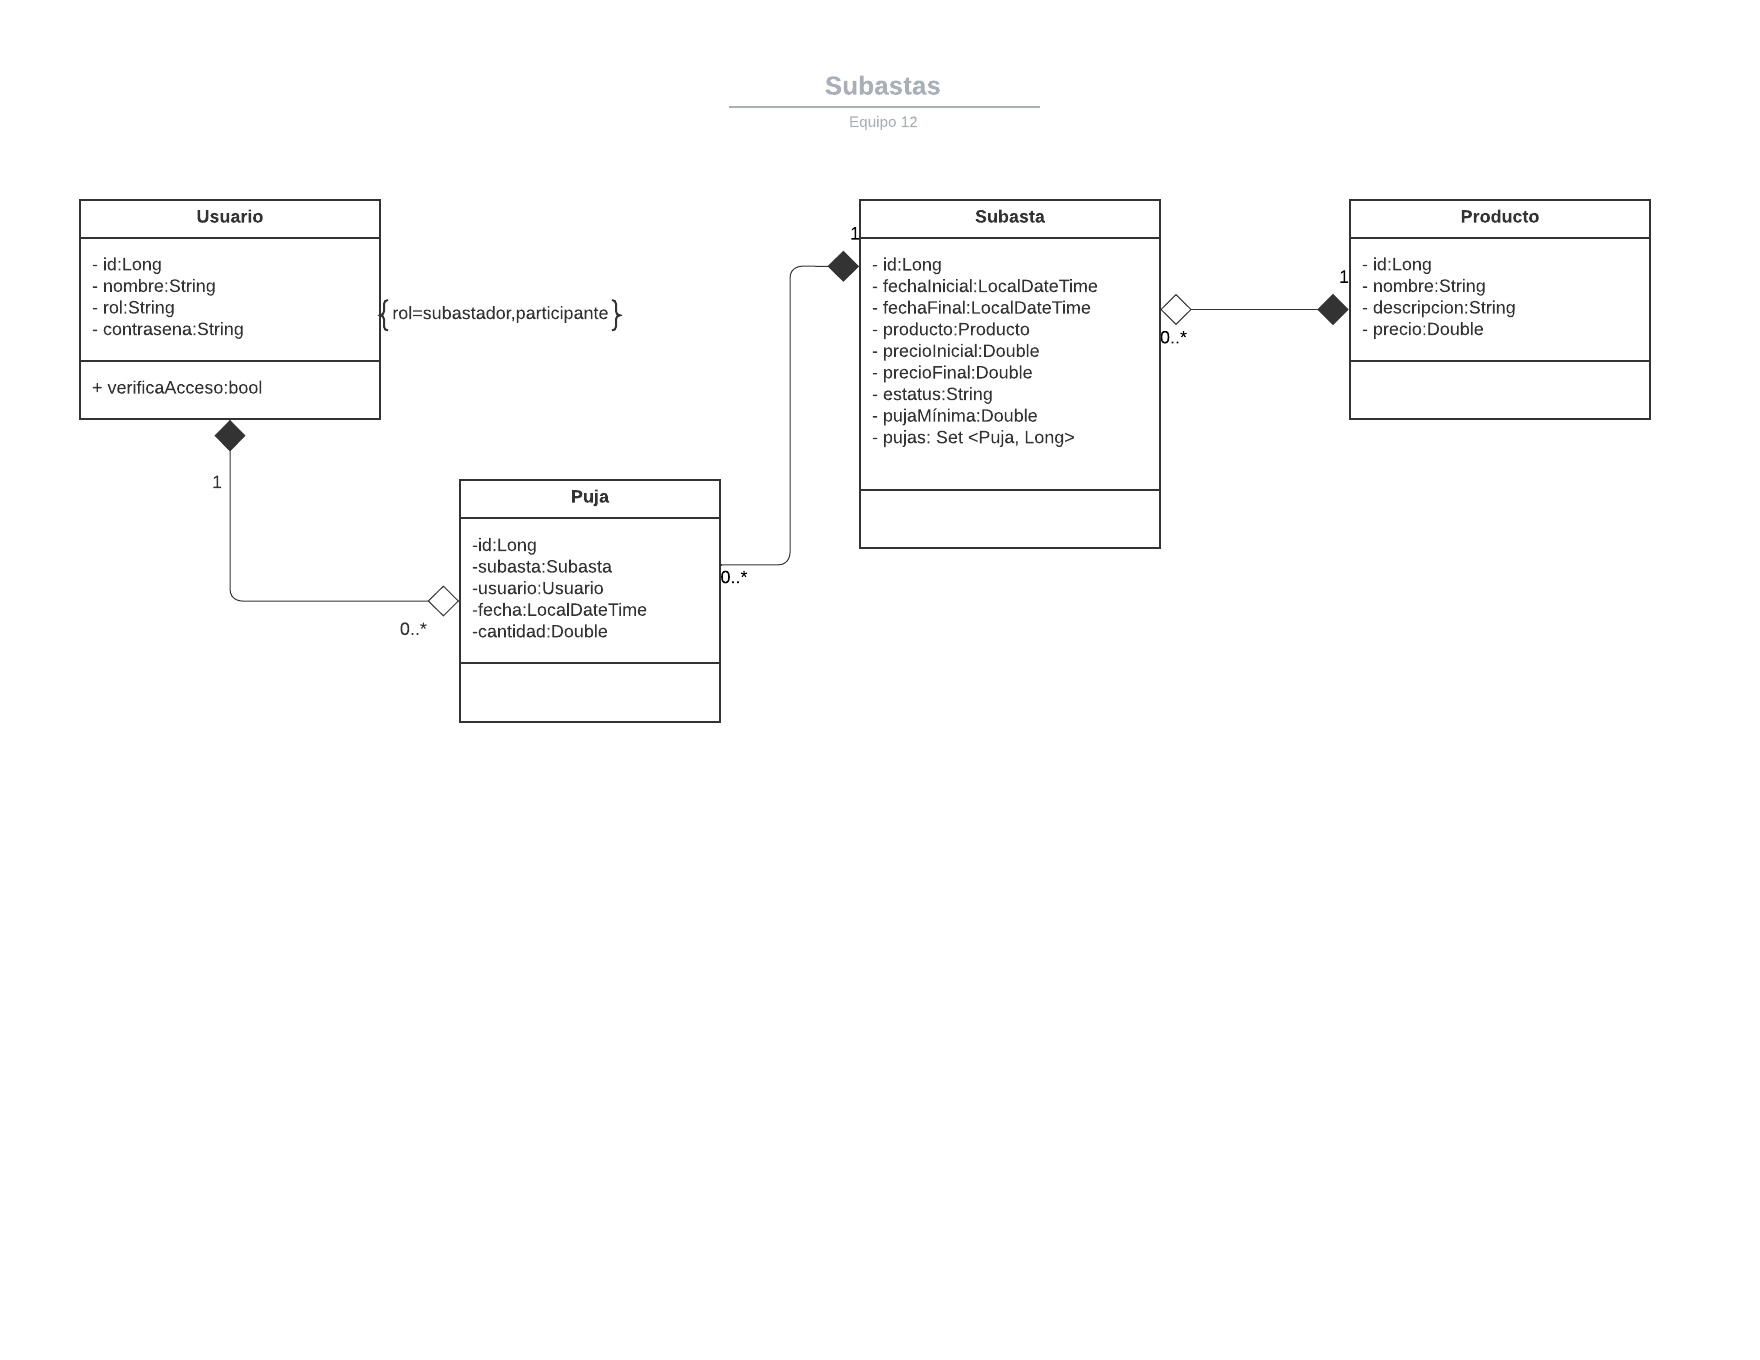 Subastas
Equipo 12
Usuario
- id:Long
- nombre:String
- rol:String
- contrasena:String
+ verificaAcceso:bool
rol=subastador,participante
1
0..*
Puja
-id:Long
-subasta:Subasta
-usuario:Usuario
-fecha:LocalDateTime
-cantidad:Double
0..*
1
Subasta
- id:Long
- fechaInicial:LocalDateTime
- fechaFinal:LocalDateTime
- producto:Producto
- precioInicial:Double
- precioFinal:Double
- estatus:String
- pujaMínima:Double
- pujas: Set <Puja, Long>
0..*
1
Producto
- id:Long
- nombre:String
- descripcion:String
- precio:Double